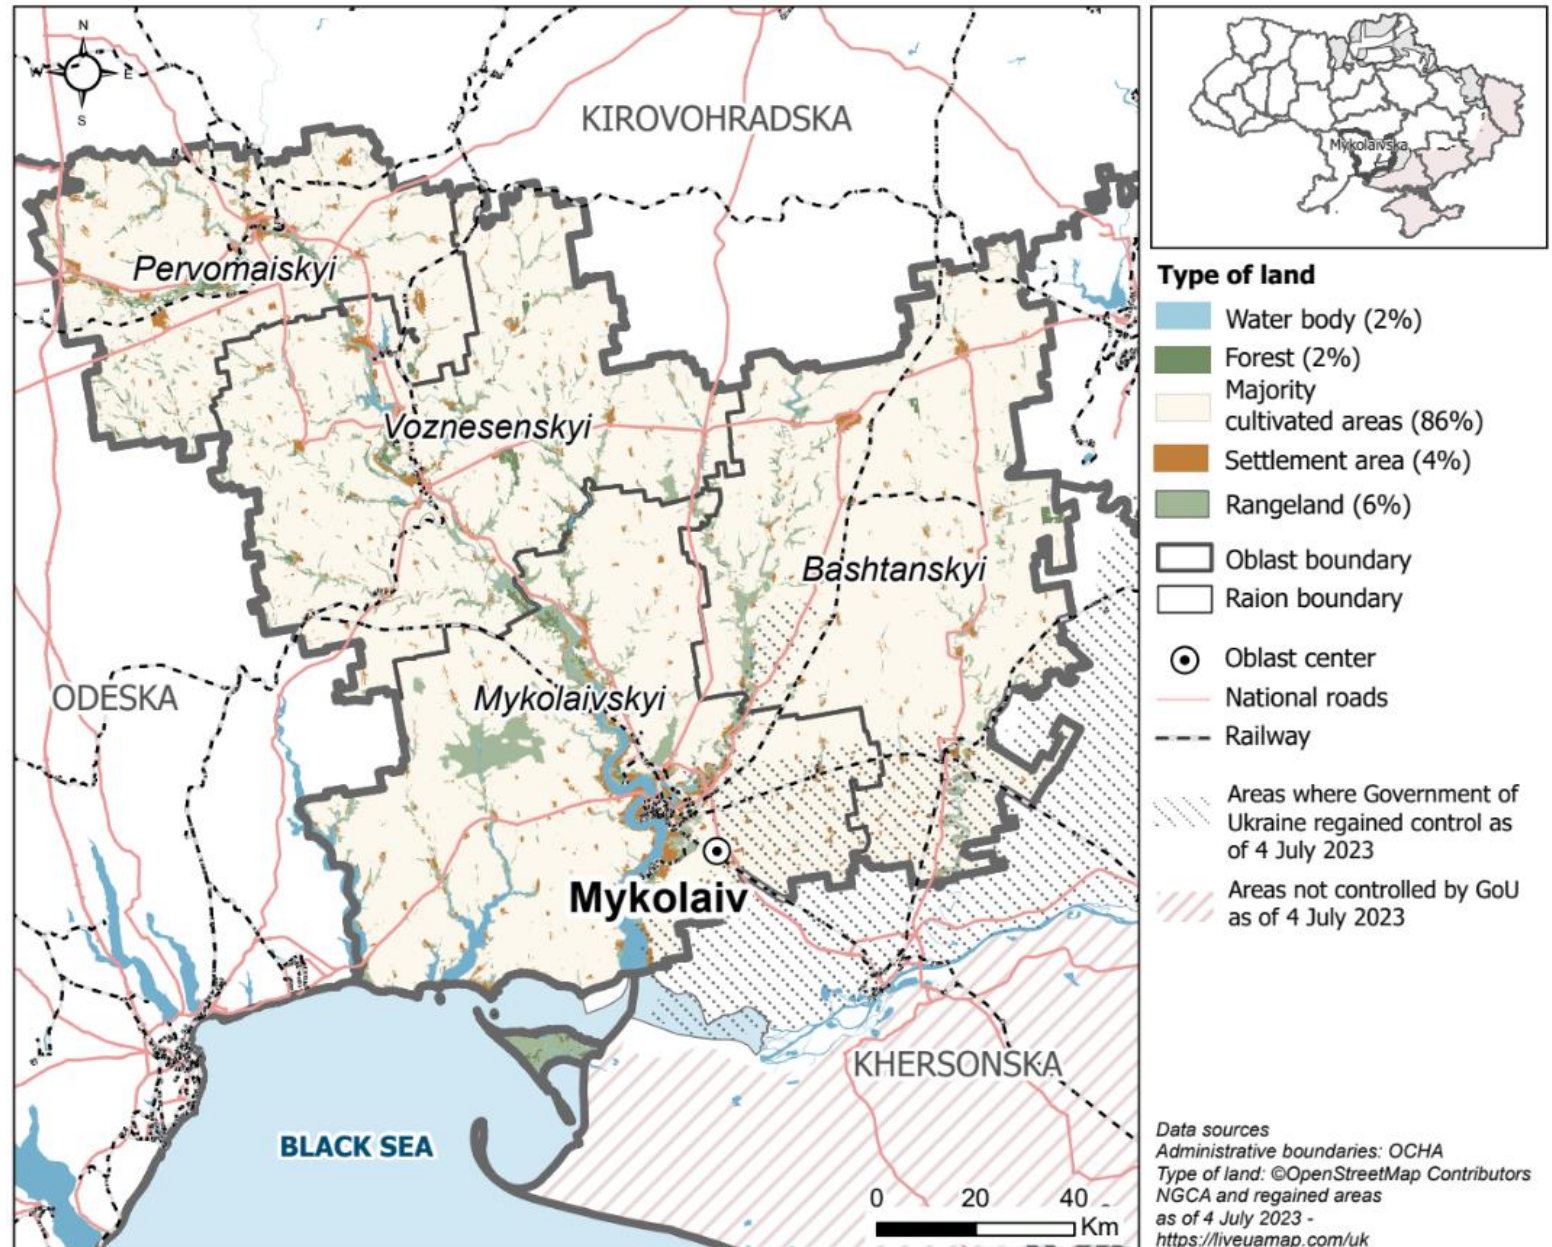 N
W
E
S
KIROVOHRADSKA
Pervomaiskyi
Voznesenskyi
Bashtanskyi
Mykolaivskyi
ODESKA
Mykolaiv
KHERSONSKA
BLACK SEA
0 20 40
Km
Mykolaivska
Type of land
Water body (2%)
Forest (2%)
Majority
cultivated areas (86%)
Settlement area (4%)
Rangeland (6%)
Oblast boundary
Raion boundary
Oblast center
National roads
Railway
Areas where Government of
Ukraine regained control as
of 4 July 2023
Areas not controlled by GoU
as of 4 July 2023
Data sources
Administrative boundaries: OCHA
Type of land: ©OpenStreetMap Contributors
NGCA and regained areas
as of 4 July 2023 -
https://liveuamap.com/uk